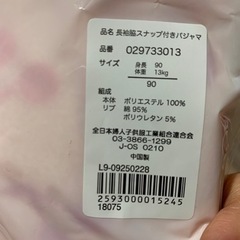 品名 長袖脇スナップ付きパジャマ
品番 029733013
サイズ 身長: 90
体重: 13kg
90
組成
本体 ポリエステル 100%
リブ 綿 95%
ポリウレタン 5%
全日本婦人子供服工業組合連合会
03-3866-1299
J-OS 0210
中国製
L9-09250228
2593000015245
18075